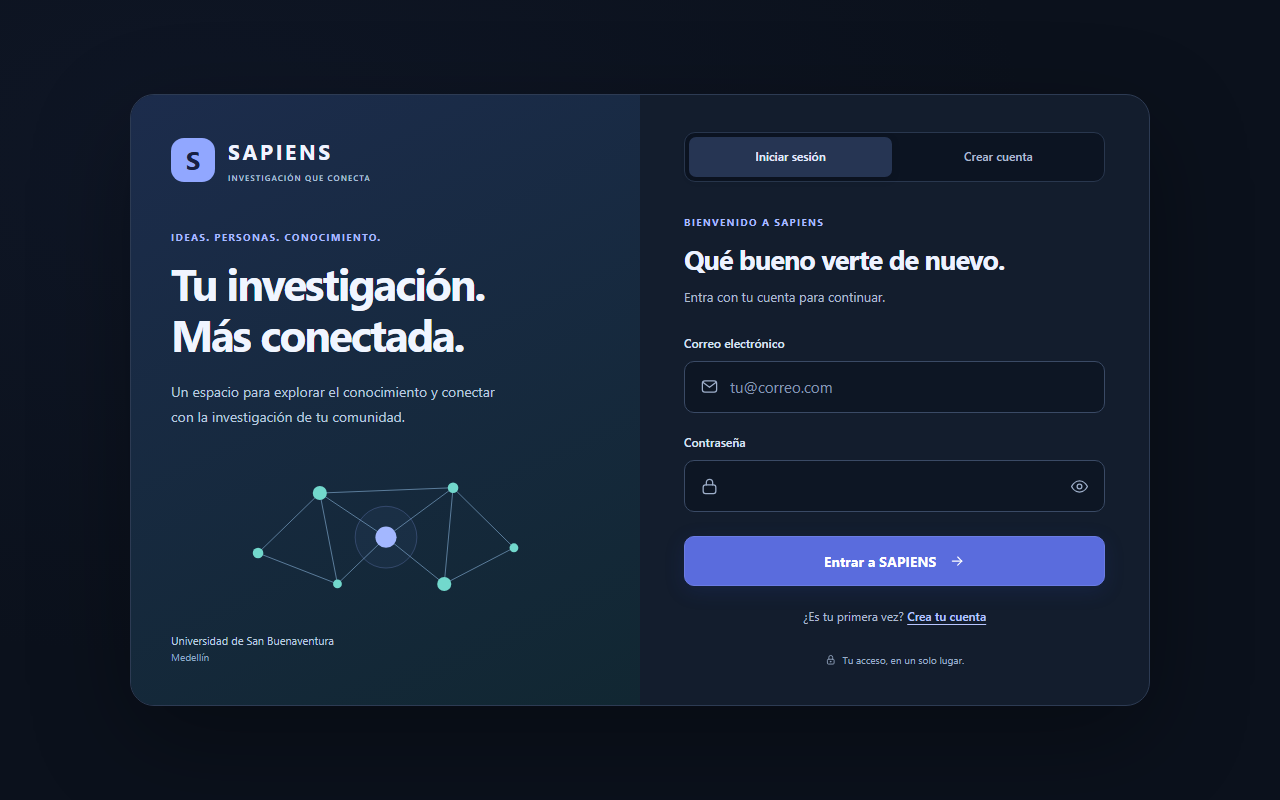 S
SAPIENS
INVESTIGACIÓN QUE CONECTA
IDEAS. PERSONAS. CONOCIMIENTO.
Tu investigación.
Más conectada.
Un espacio para explorar el conocimiento y conectar
con la investigación de tu comunidad.
Universidad de San Buenaventura
Medellín
Iniciar sesión
Crear cuenta
BIENVENIDO A SAPIENS
Qué bueno verte de nuevo.
Entra con tu cuenta para continuar.
Correo electrónico
tu@correo.com
Contraseña
Entrar a SAPIENS
¿Es tu primera vez? Crea tu cuenta
Tu acceso, en un solo lugar.